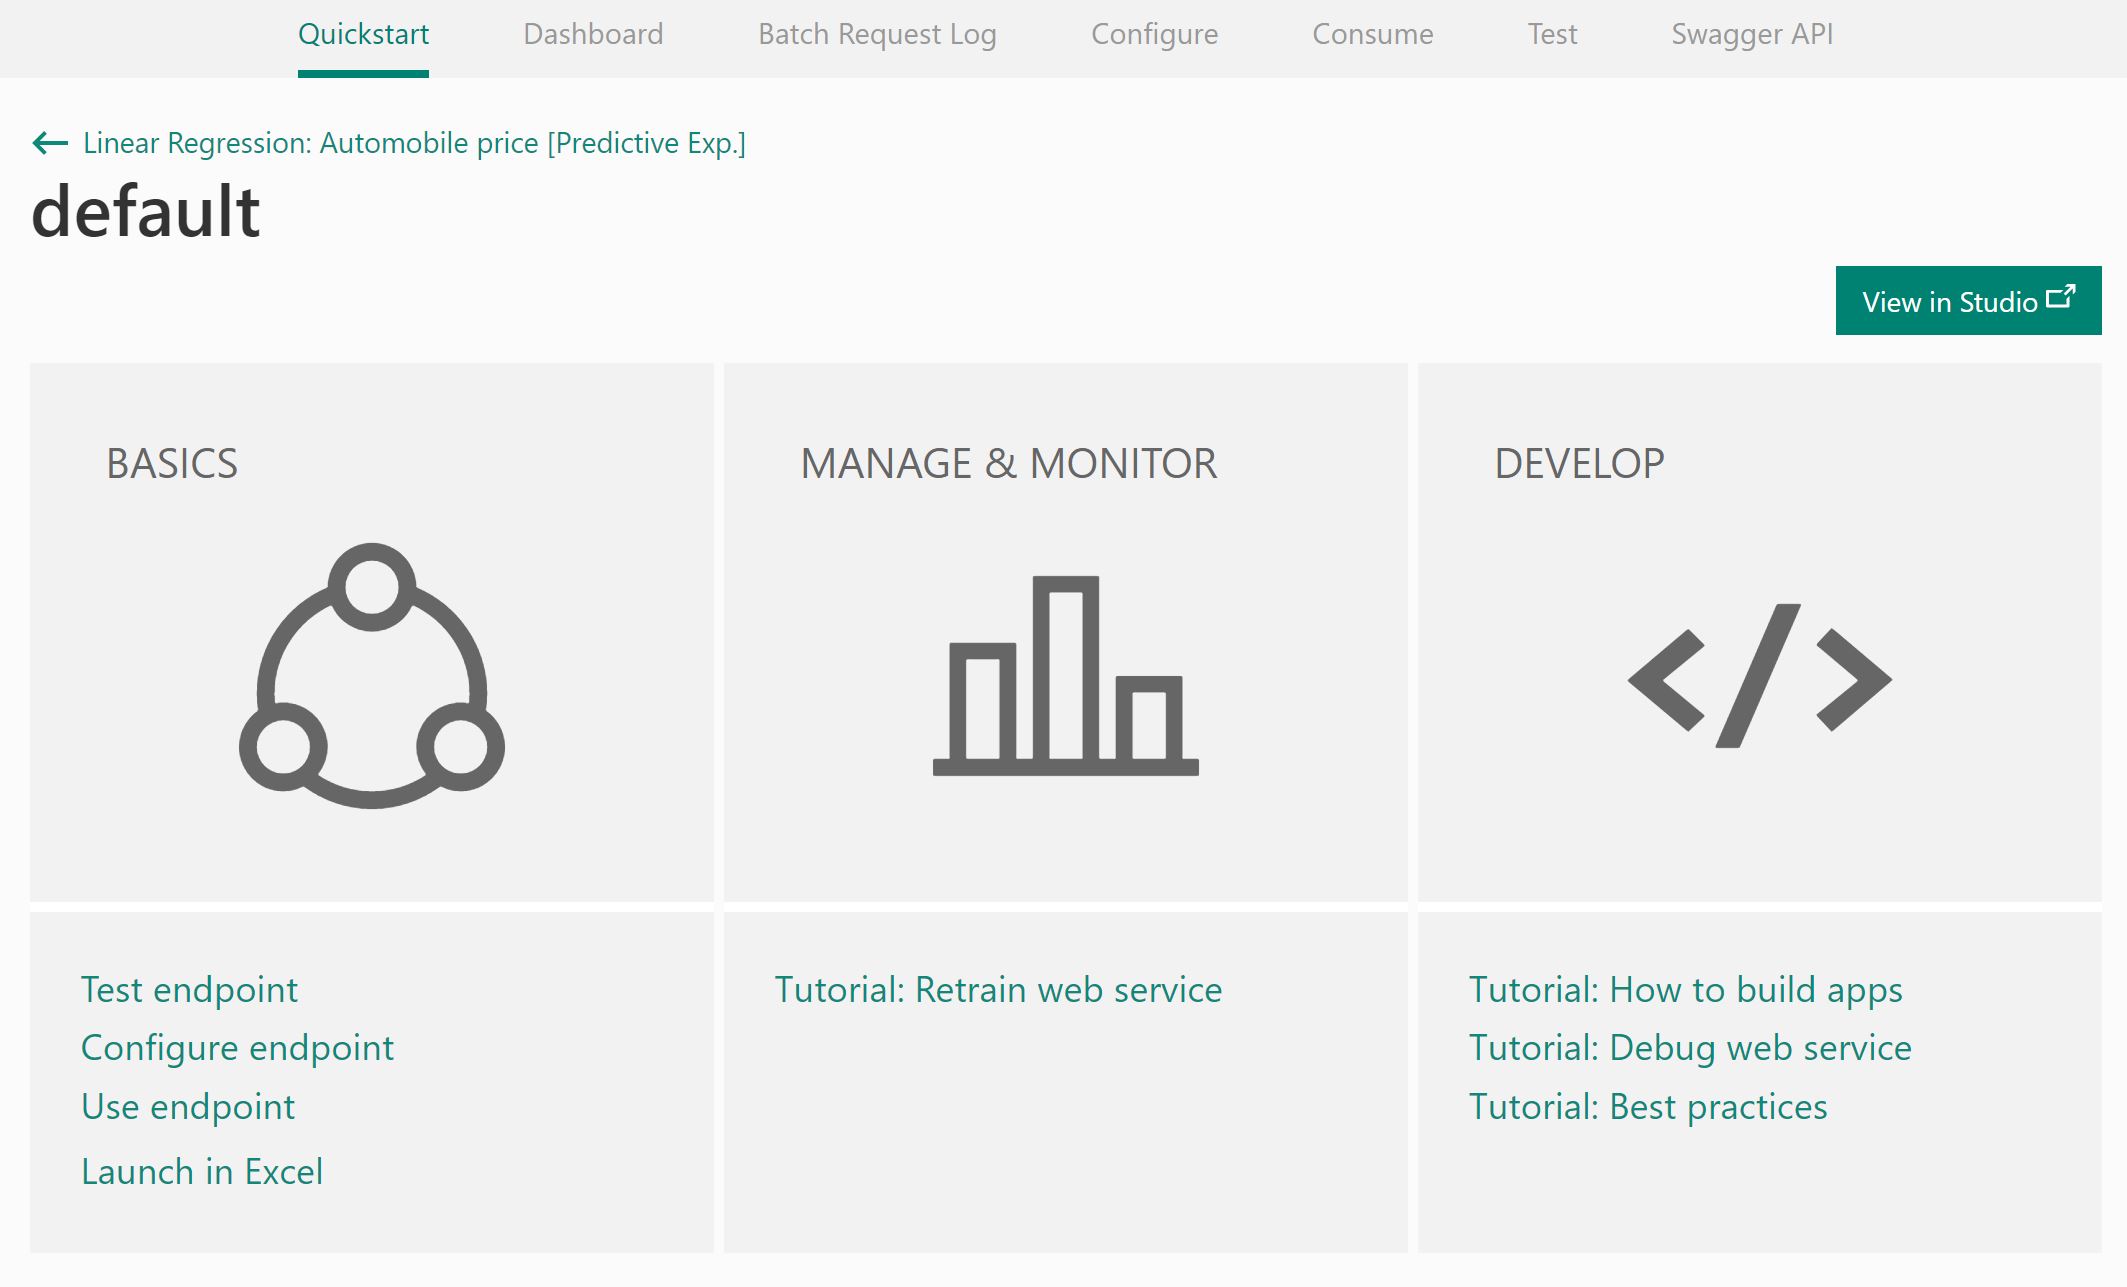 Quickstart Dashboard Batch Request Log Configure Consume Test Swagger API
Linear Regression: Automobile price [Predictive Exp.]
default
View in Studio
BASICS
Test endpoint
Configure endpoint
Use endpoint
Launch in Excel
MANAGE & MONITOR
Tutorial: Retrain web service
DEVELOP
Tutorial: How to build apps
Tutorial: Debug web service
Tutorial: Best practices